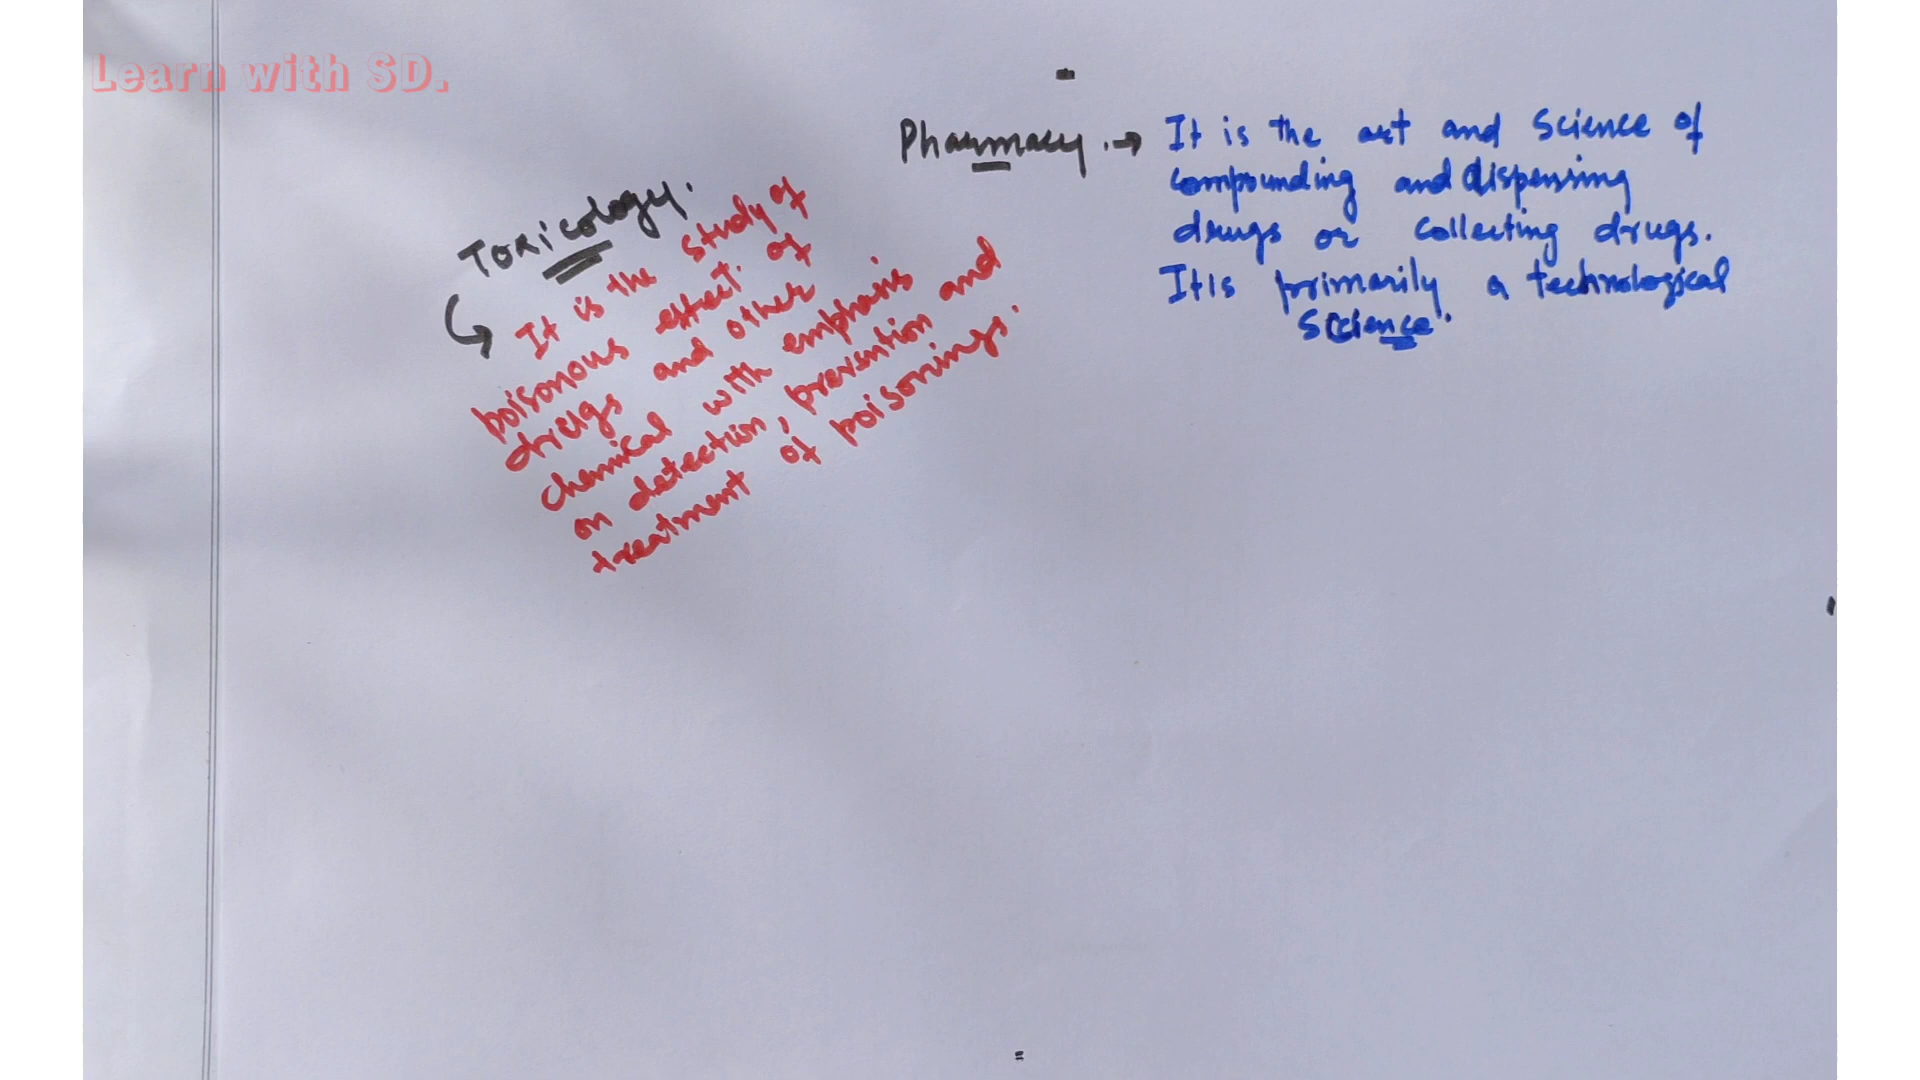 Learn with SD.
Pharmacy. → It is the art and Science of
compounding and dispensing
drugs or collecting drugs.
It is primarily a technological
Science.
Toxicology.
It is the study of
poisonous effect of
drugs and other
chemical with emphasis
on detection, prevention and
treatment of poisonings.